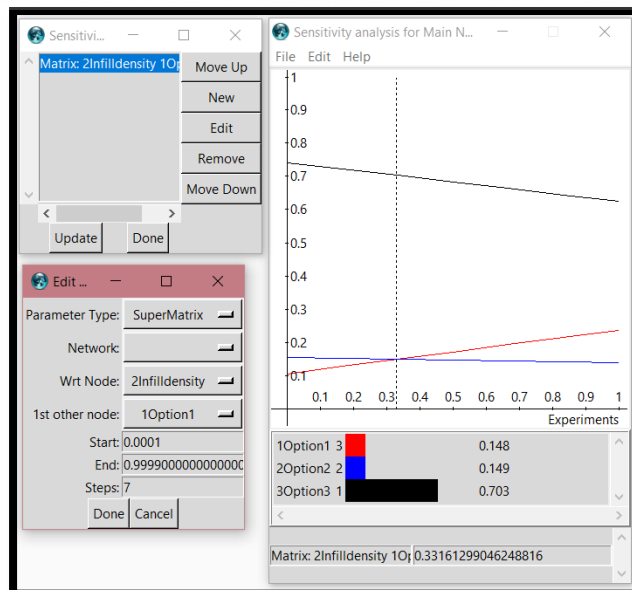 Sensitivi...
Matrix: 2Infilldensity 1Op
Move Up
New
Edit
Remove
Move Down
Update
Done
Edit ...
Parameter Type: SuperMatrix
Network:
Wrt Node: 2Infilldensity
1st other node: 1Option1
Start: 0.0001
End: 0.9999000000000000
Steps: 7
Done Cancel
Sensitivity analysis for Main N...
File Edit Help
1
0.9
0.8
0.7
0.6
0.5
0.4
0.3
0.2
0.1
0.1 0.2 0.3 0.4 0.5 0.6 0.7 0.8 0.9 1
Experiments
1Option1 3 0.148
2Option2 2 0.149
3Option3 1 0.703
Matrix: 2Infilldensity 1Op 0.33161299046248816